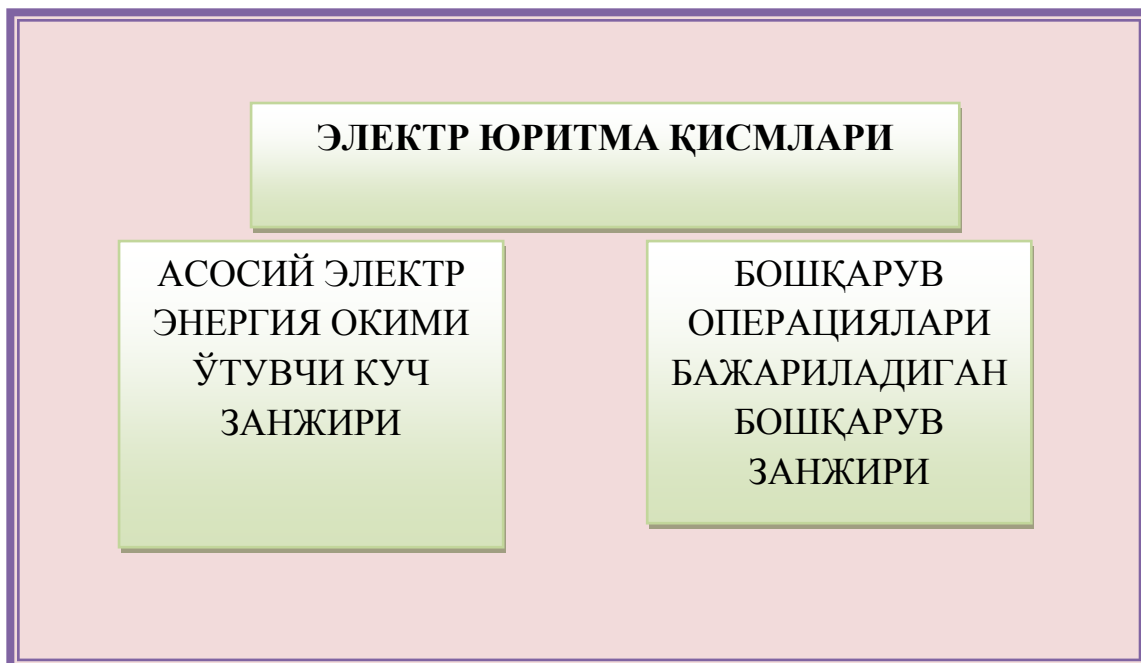 ЭЛЕКТР ЮРИТМА ҚИСМЛАРИ
АСОСИЙ ЭЛЕКТР
ЭНЕРГИЯ ОКИМИ
ЎТУВЧИ КУЧ
ЗАНЖИРИ
БОШҚАРУВ
ОПЕРАЦИЯЛАРИ
БАЖАРИЛАДИГАН
БОШҚАРУВ
ЗАНЖИРИ